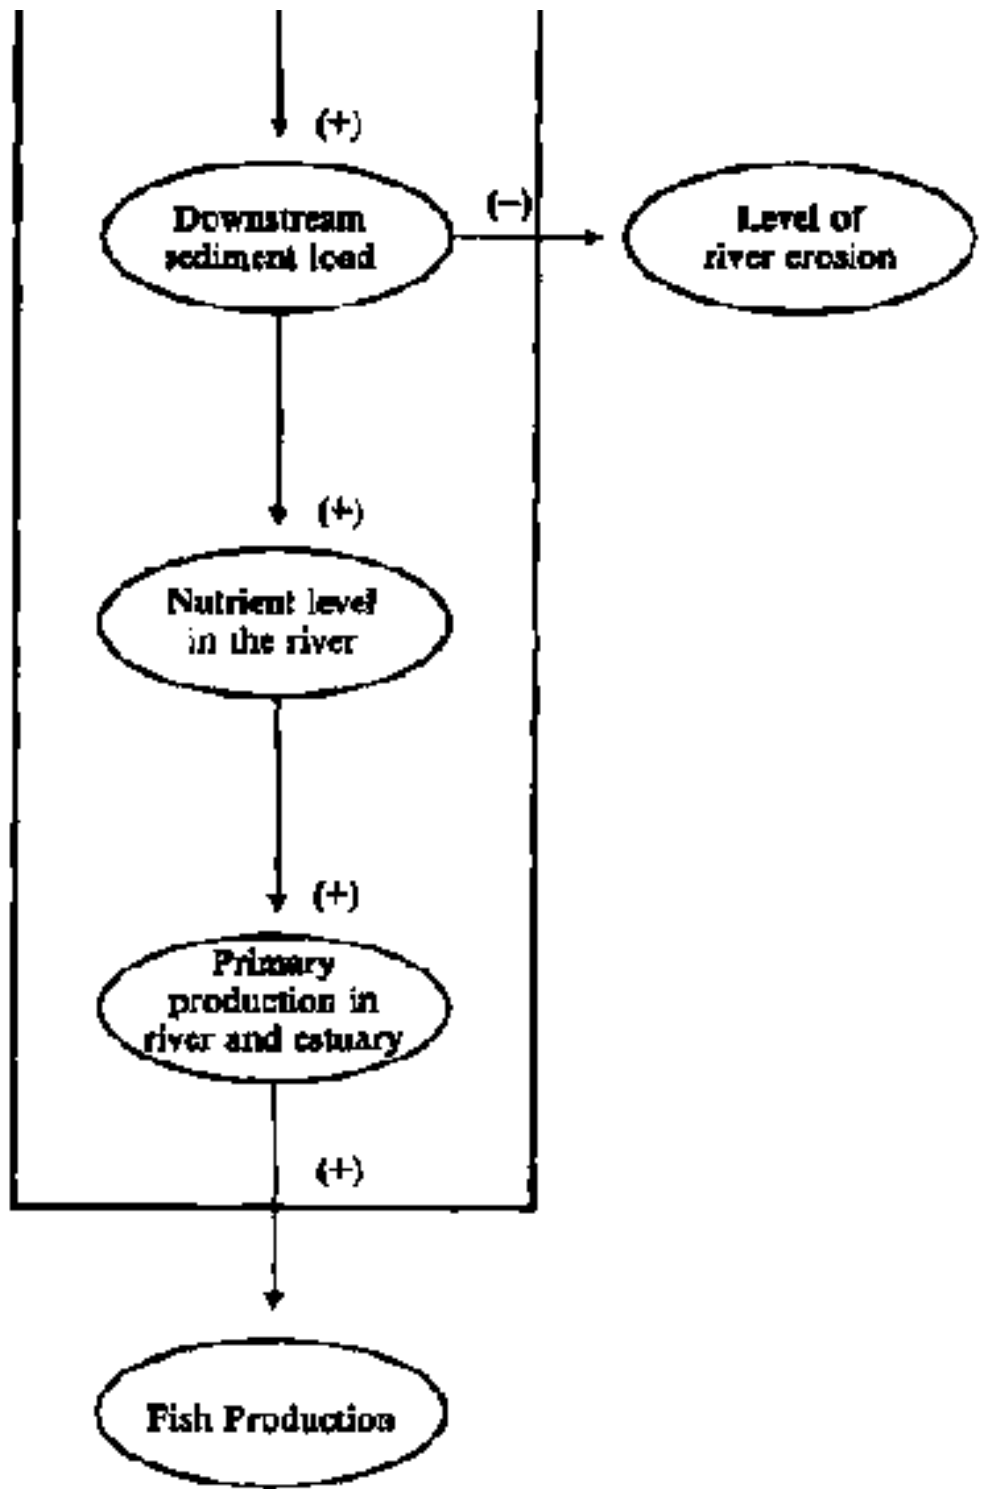 (+)
Downstream
sediment load
(−)
Level of
river erosion
(+)
Nutrient level
in the river
(+)
Primary
production in
river and estuary
(+)
Fish Production